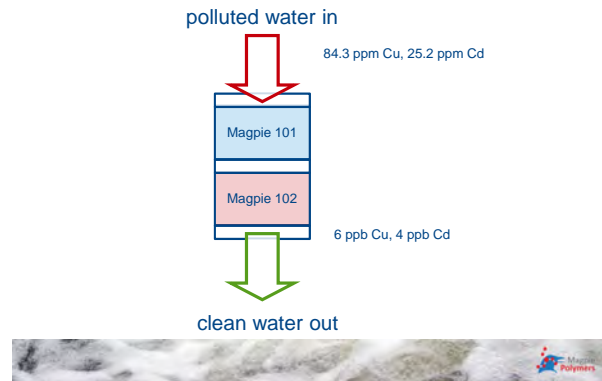 polluted water in
84.3 ppm Cu, 25.2 ppm Cd
Magpie 101
Magpie 102
6 ppb Cu, 4 ppb Cd
clean water out
Magpie
Polymers